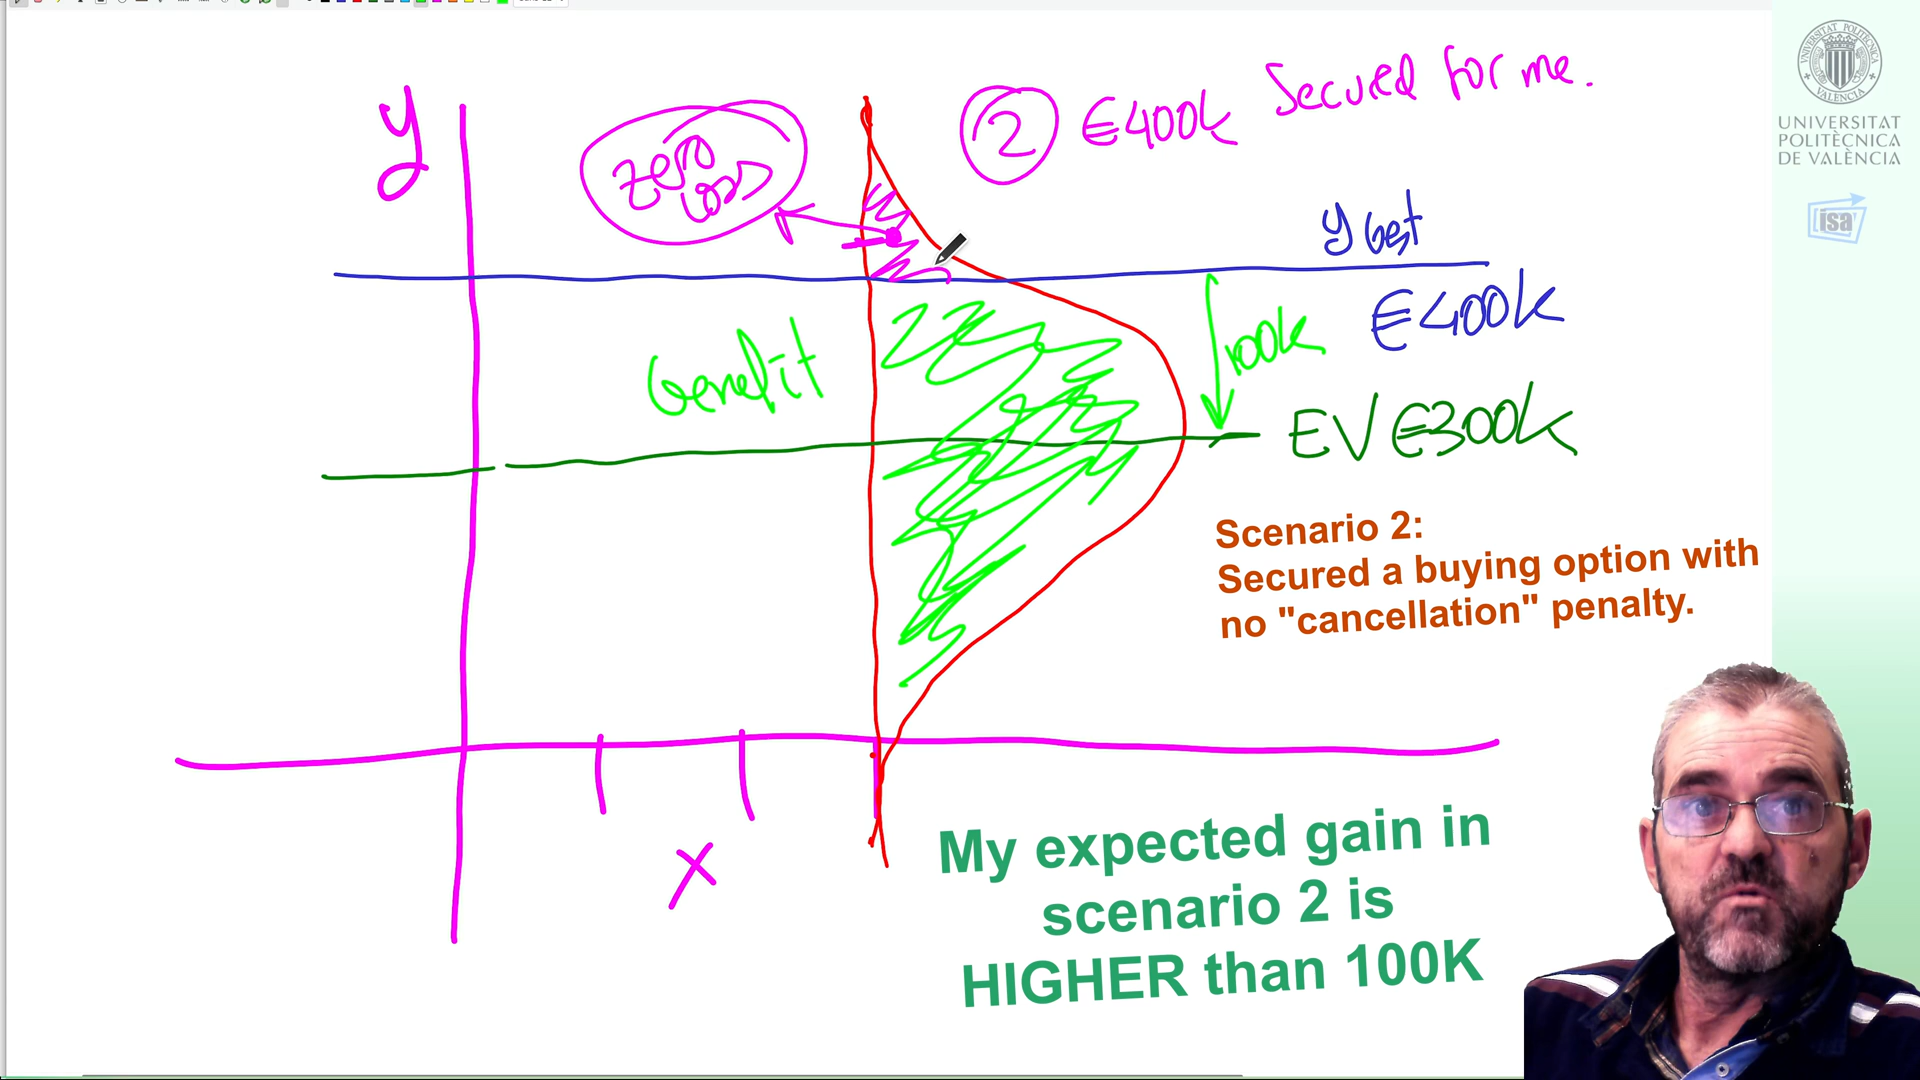 y
zero
loss
2 €400k Secured for me.
y best
€400k
benefit
100k
EV €300k
Scenario 2:
Secured a buying option with
no "cancellation" penalty.
x
My expected gain in
scenario 2 is
HIGHER than 100K
UNIVERSITAT
POLITÈCNICA
DE VALÈNCIA
isa